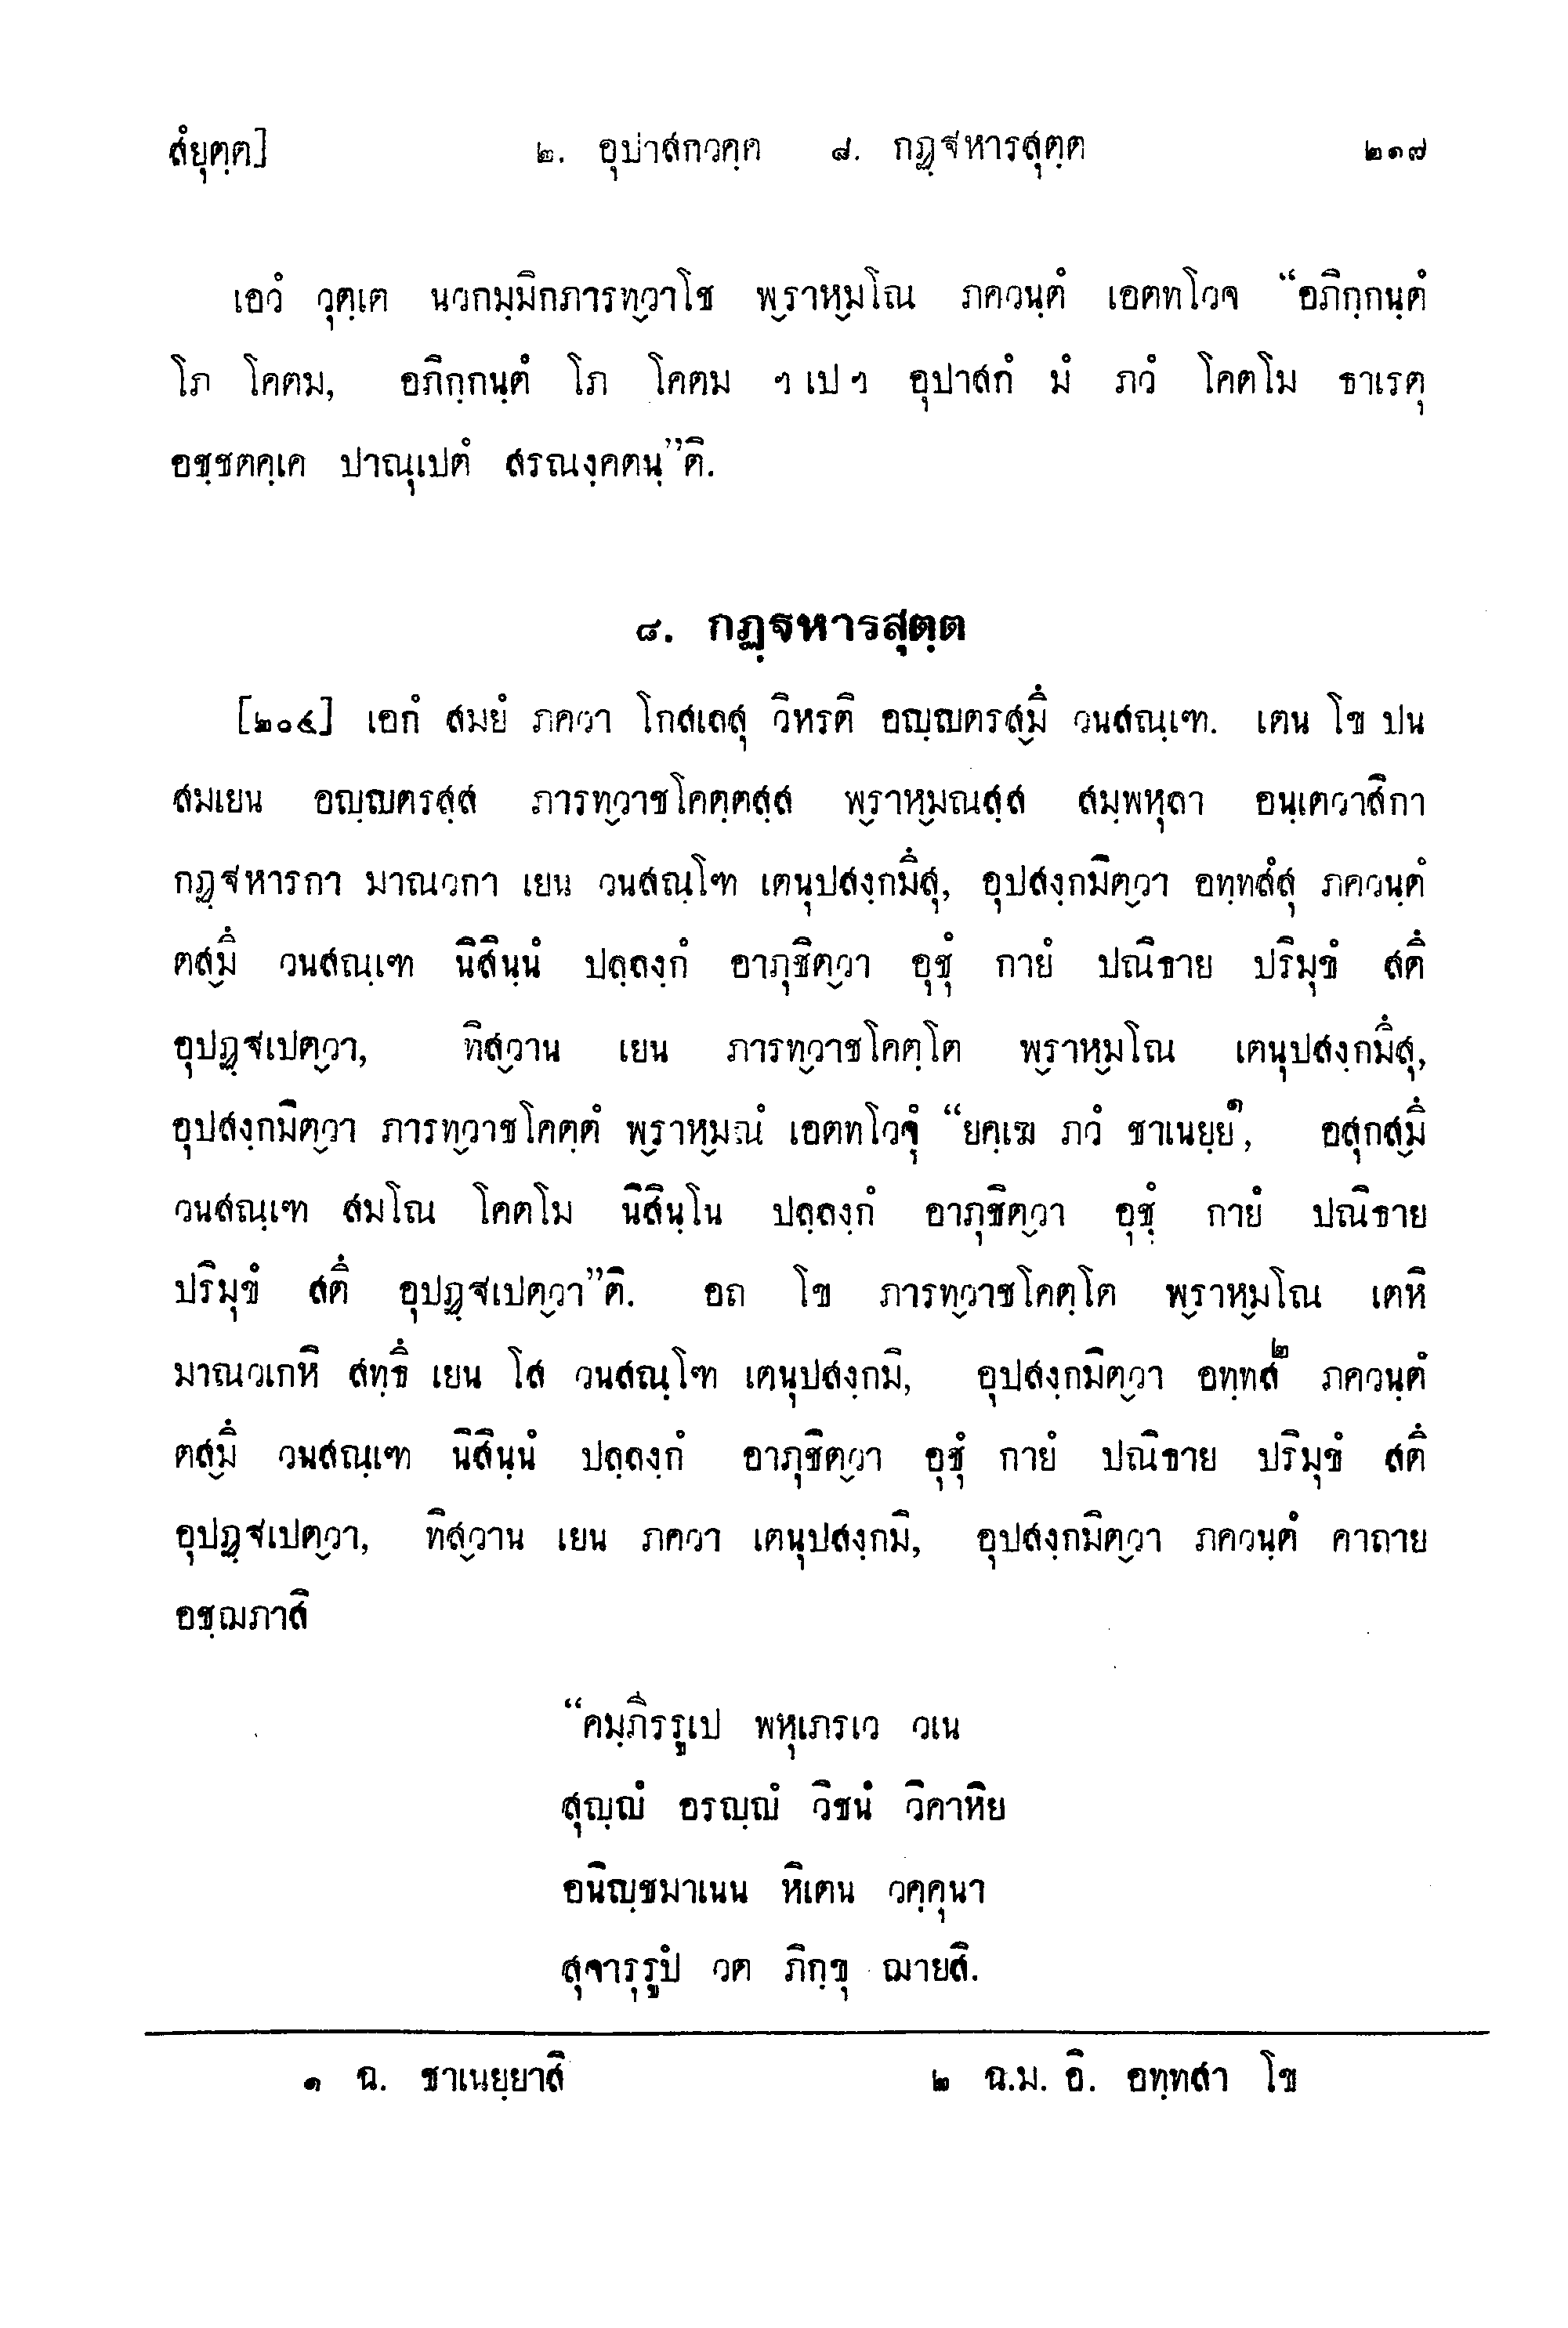 สํยุตฺต]	๒. อุปาสกวคฺค ๘. กฏฺฐหารสุตฺต	๒๑๗
เอวํ วุตฺเต นวกมฺมิกภารทฺวาโช พฺราหฺมโณ ภควนฺตํ เอตทโวจ “อภิกฺกนฺตํ
โภ โคตม, อภิกฺกนฺตํ โภ โคตม ฯ เป ฯ อุปาสกํ มํ ภวํ โคตโม ธาเรตุ
อชฺชตคฺเค ปาณุเปตํ สรณงฺคตนฺ”ติ.
๘. กฏฺฐหารสุตฺต
[๒๐๔] เอกํ สมยํ ภควา โกสเลสุ วิหรติ อญฺญตรสฺมิํ วนสณฺเฑ. เตน โข ปน
สมเยน อญฺญตรสฺส ภารทฺวาชโคตฺตสฺส พฺราหฺมณสฺส สมฺพหุลา อนฺเตวาสิกา
กฏฺฐหารกา มาณวกา เยน วนสณฺโฑ เตนุปสงฺกมิํสุ, อุปสงฺกมิตฺวา อทฺทสํสุ ภควนฺตํ
ตสฺมิํ วนสณฺเฑ นิสินฺนํ ปลฺลงฺกํ อาภุชิตฺวา อุชุํ กายํ ปณิธาย ปริมุขํ สติํ
อุปฏฺฐเปตฺวา, ทิสฺวาน เยน ภารทฺวาชโคตฺโต พฺราหฺมโณ เตนุปสงฺกมิํสุ,
อุปสงฺกมิตฺวา ภารทฺวาชโคตฺตํ พฺราหฺมณํ เอตทโวจุํ “ยคฺเฆ ภวํ ชาเนยฺยํ๑, อสุกสฺมิํ
วนสณฺเฑ สมโณ โคตโม นิสินฺโน ปลฺลงฺกํ อาภุชิตฺวา อุชุํ กายํ ปณิธาย
ปริมุขํ สติํ อุปฏฺฐเปตฺวา”ติ. อถ โข ภารทฺวาชโคตฺโต พฺราหฺมโณ เตหิ
มาณวเกหิ สทฺธิํ เยน โส วนสณฺโฑ เตนุปสงฺกมิ, อุปสงฺกมิตฺวา อทฺทส๒ ภควนฺตํ
ตสฺมิํ วนสณฺเฑ นิสินฺนํ ปลฺลงฺกํ อาภุชิตฺวา อุชุํ กายํ ปณิธาย ปริมุขํ สติํ
อุปฏฺฐเปตฺวา, ทิสฺวาน เยน ภควา เตนุปสงฺกมิ, อุปสงฺกมิตฺวา ภควนฺตํ คาถาย
อชฺฌภาสิ
“คมฺภีรรูเป พหุเภรเว วเน
สุญฺญํ อรญฺญํ วิชนํ วิคาหิย
อนิญฺชมาเนน หิเตน วคฺคุนา
สุจารุรูปํ วต ภิกฺขุ ฌายสิ.
๑ ฉ. ชาเนยฺยาสิ	๒ ฉ.ม. อิ. อทฺทสา โข